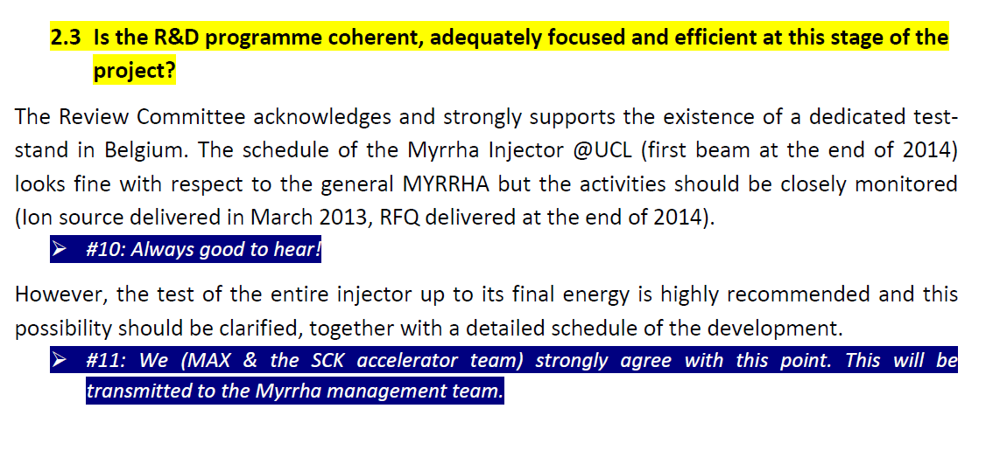 2.3 Is the R&D programme coherent, adequately focused and efficient at this stage of the
project?
The Review Committee acknowledges and strongly supports the existence of a dedicated test-
stand in Belgium. The schedule of the Myrrha Injector @UCL (first beam at the end of 2014)
looks fine with respect to the general MYRRHA but the activities should be closely monitored
(Ion source delivered in March 2013, RFQ delivered at the end of 2014).
➢ #10: Always good to hear!
However, the test of the entire injector up to its final energy is highly recommended and this
possibility should be clarified, together with a detailed schedule of the development.
➢ #11: We (MAX & the SCK accelerator team) strongly agree with this point. This will be
transmitted to the Myrrha management team.